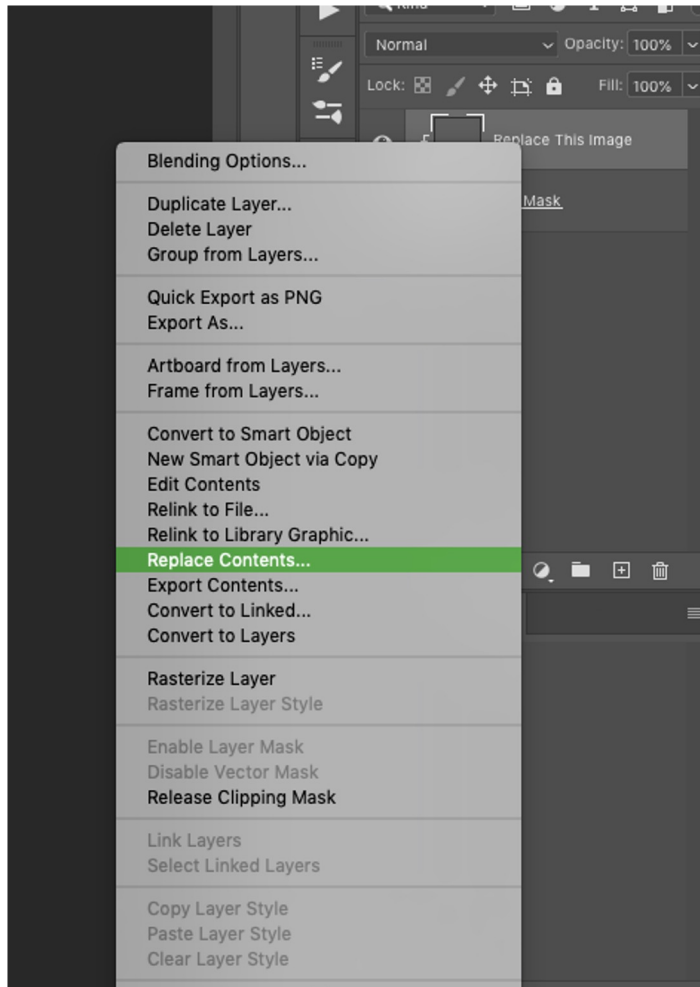 Normal
Opacity: 100%
Lock:
Fill: 100%
Replace This Image
Mask
Blending Options...
Duplicate Layer...
Delete Layer
Group from Layers...
Quick Export as PNG
Export As...
Artboard from Layers...
Frame from Layers...
Convert to Smart Object
New Smart Object via Copy
Edit Contents
Relink to File...
Relink to Library Graphic...
Replace Contents...
Export Contents...
Convert to Linked...
Convert to Layers
Rasterize Layer
Rasterize Layer Style
Enable Layer Mask
Disable Vector Mask
Release Clipping Mask
Link Layers
Select Linked Layers
Copy Layer Style
Paste Layer Style
Clear Layer Style